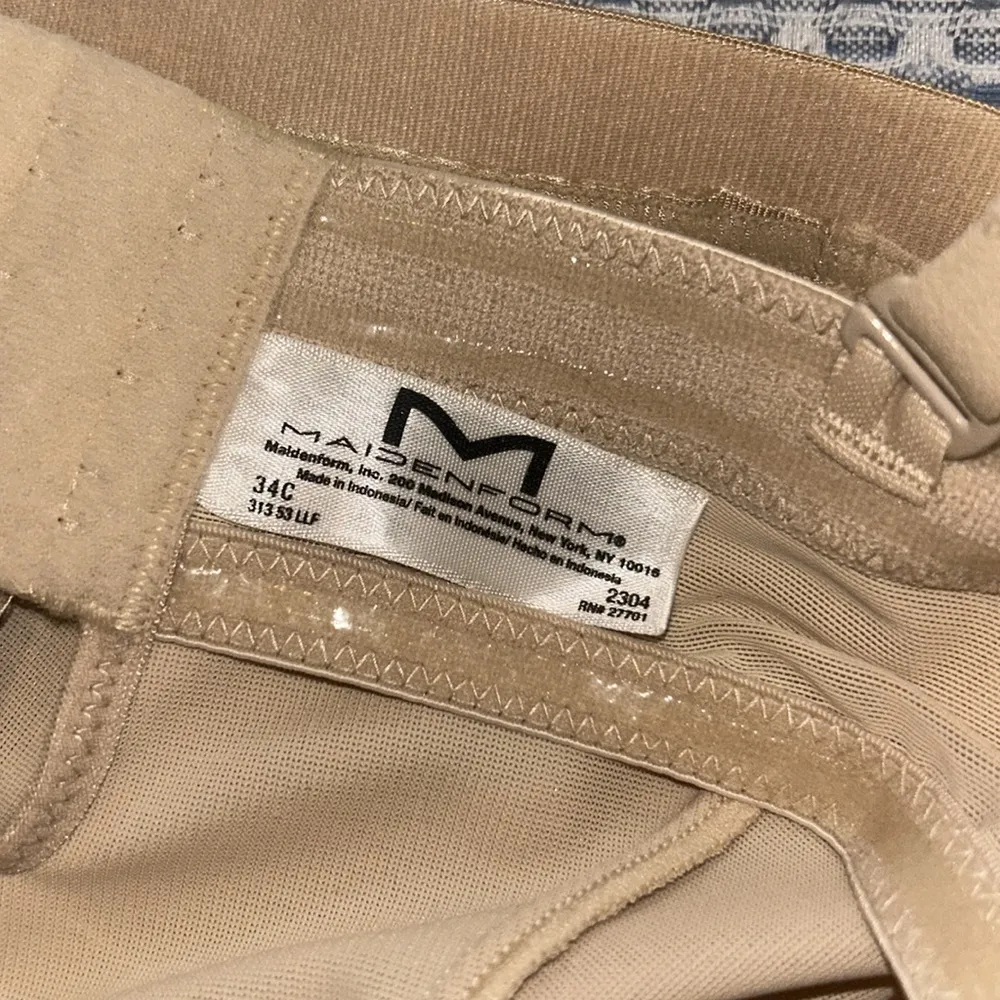 M
MAIDENFORM®
Maidenform, Inc. 200 Madison Avenue, New York, NY 10016
Made in Indonesia/ Fait en Indonesie/ Hecho en Indonesia
34C
313 53 LLF
2304
RN# 27701